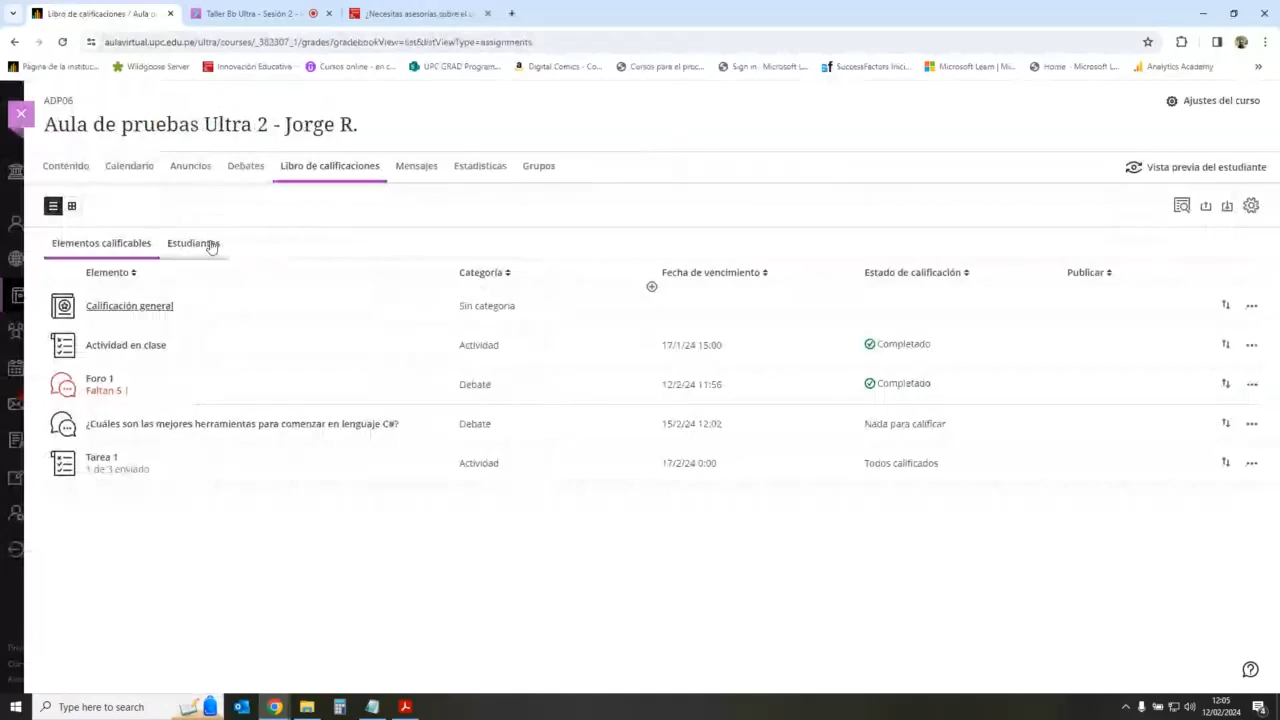 Libro de calificaciones / Aula de
Taller Bb Ultra - Sesión 2 -
¿Necesitas asesorías sobre el u
aulavirtual.upc.edu.pe/ultra/courses/_382307_1/grades?gradebookView=list&listViewType=assignments
Página de la instituc...
Wildgoose Server
Innovación Educativa
Cursos online - en c...
UPC GRAD Program...
Digital Comics - Co...
Cursos para el proc...
Sign in - Microsoft L...
SuccessFactors Inici...
Microsoft Learn | Mi...
Home - Microsoft L...
Analytics Academy
ADP06
Ajustes del curso
Aula de pruebas Ultra 2 - Jorge R.
Contenido Calendario Anuncios Debates Libro de calificaciones Mensajes Estadísticas Grupos
Vista previa del estudiante
Elementos calificables Estudiantes
Elemento Categoría Fecha de vencimiento Estado de calificación Publicar
Calificación general Sin categoría
Actividad en clase Actividad 17/1/24 15:00 Completado
Foro 1 Debate 12/2/24 11:56 Completado
Faltan 5 |
¿Cuáles son las mejores herramientas para comenzar en lenguaje C#? Debate 15/2/24 12:02 Nada para calificar
Tarea 1 Actividad 17/2/24 0:00 Todos calificados
1 de 3 enviado
Type here to search
12:05
12/02/2024
4